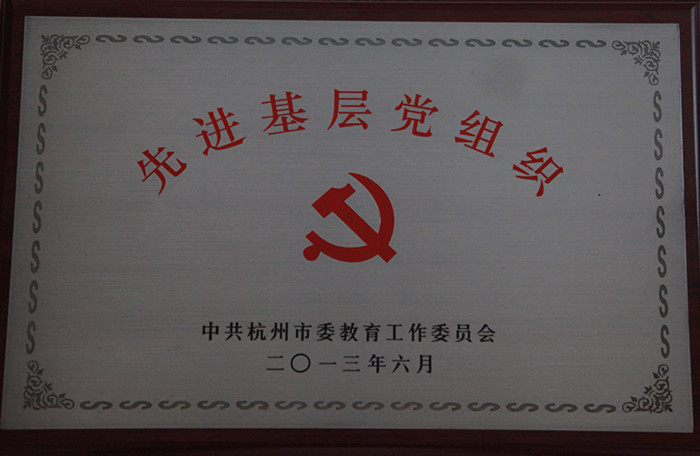 先进基层党组织
中共杭州市委教育工作委员会
二〇一三年六月